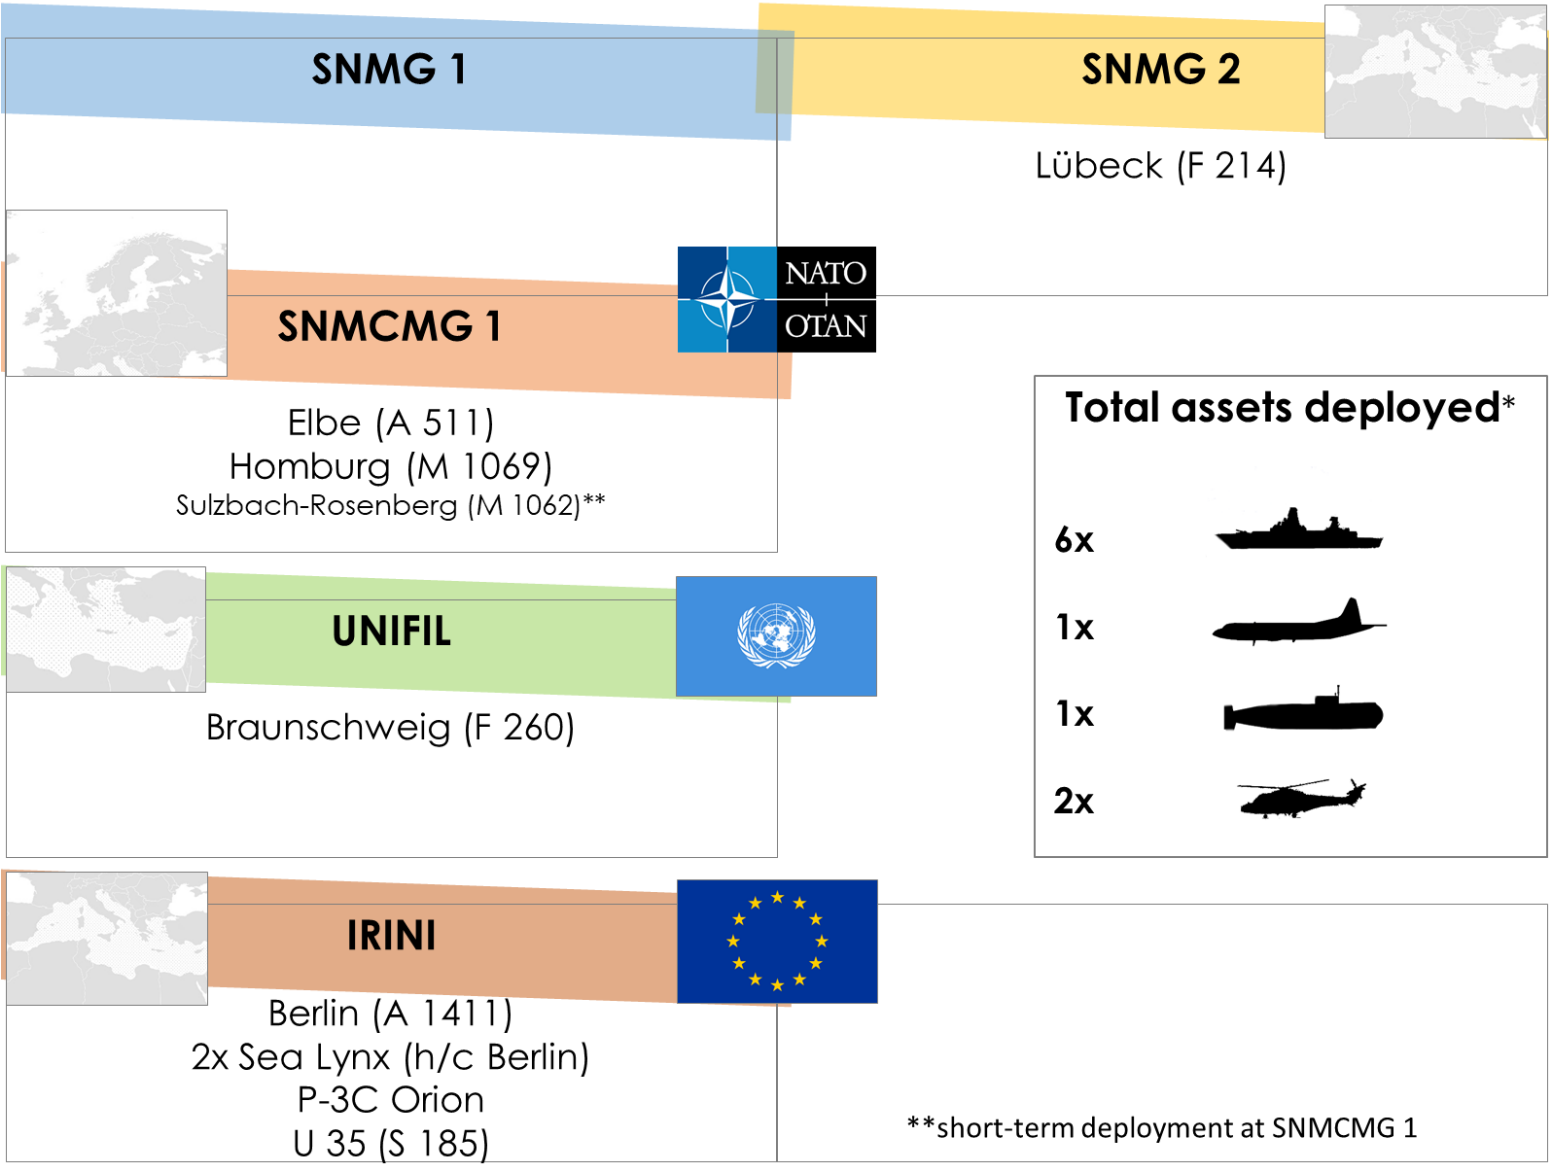 SNMG 1
SNMG 2
Lübeck (F 214)
NATO
OTAN
SNMCMG 1
Elbe (A 511)
Homburg (M 1069)
Sulzbach-Rosenberg (M 1062)**
Total assets deployed*
6x
1x
1x
2x
UNIFIL
Braunschweig (F 260)
IRINI
Berlin (A 1411)
2x Sea Lynx (h/c Berlin)
P-3C Orion
U 35 (S 185)
**short-term deployment at SNMCMG 1